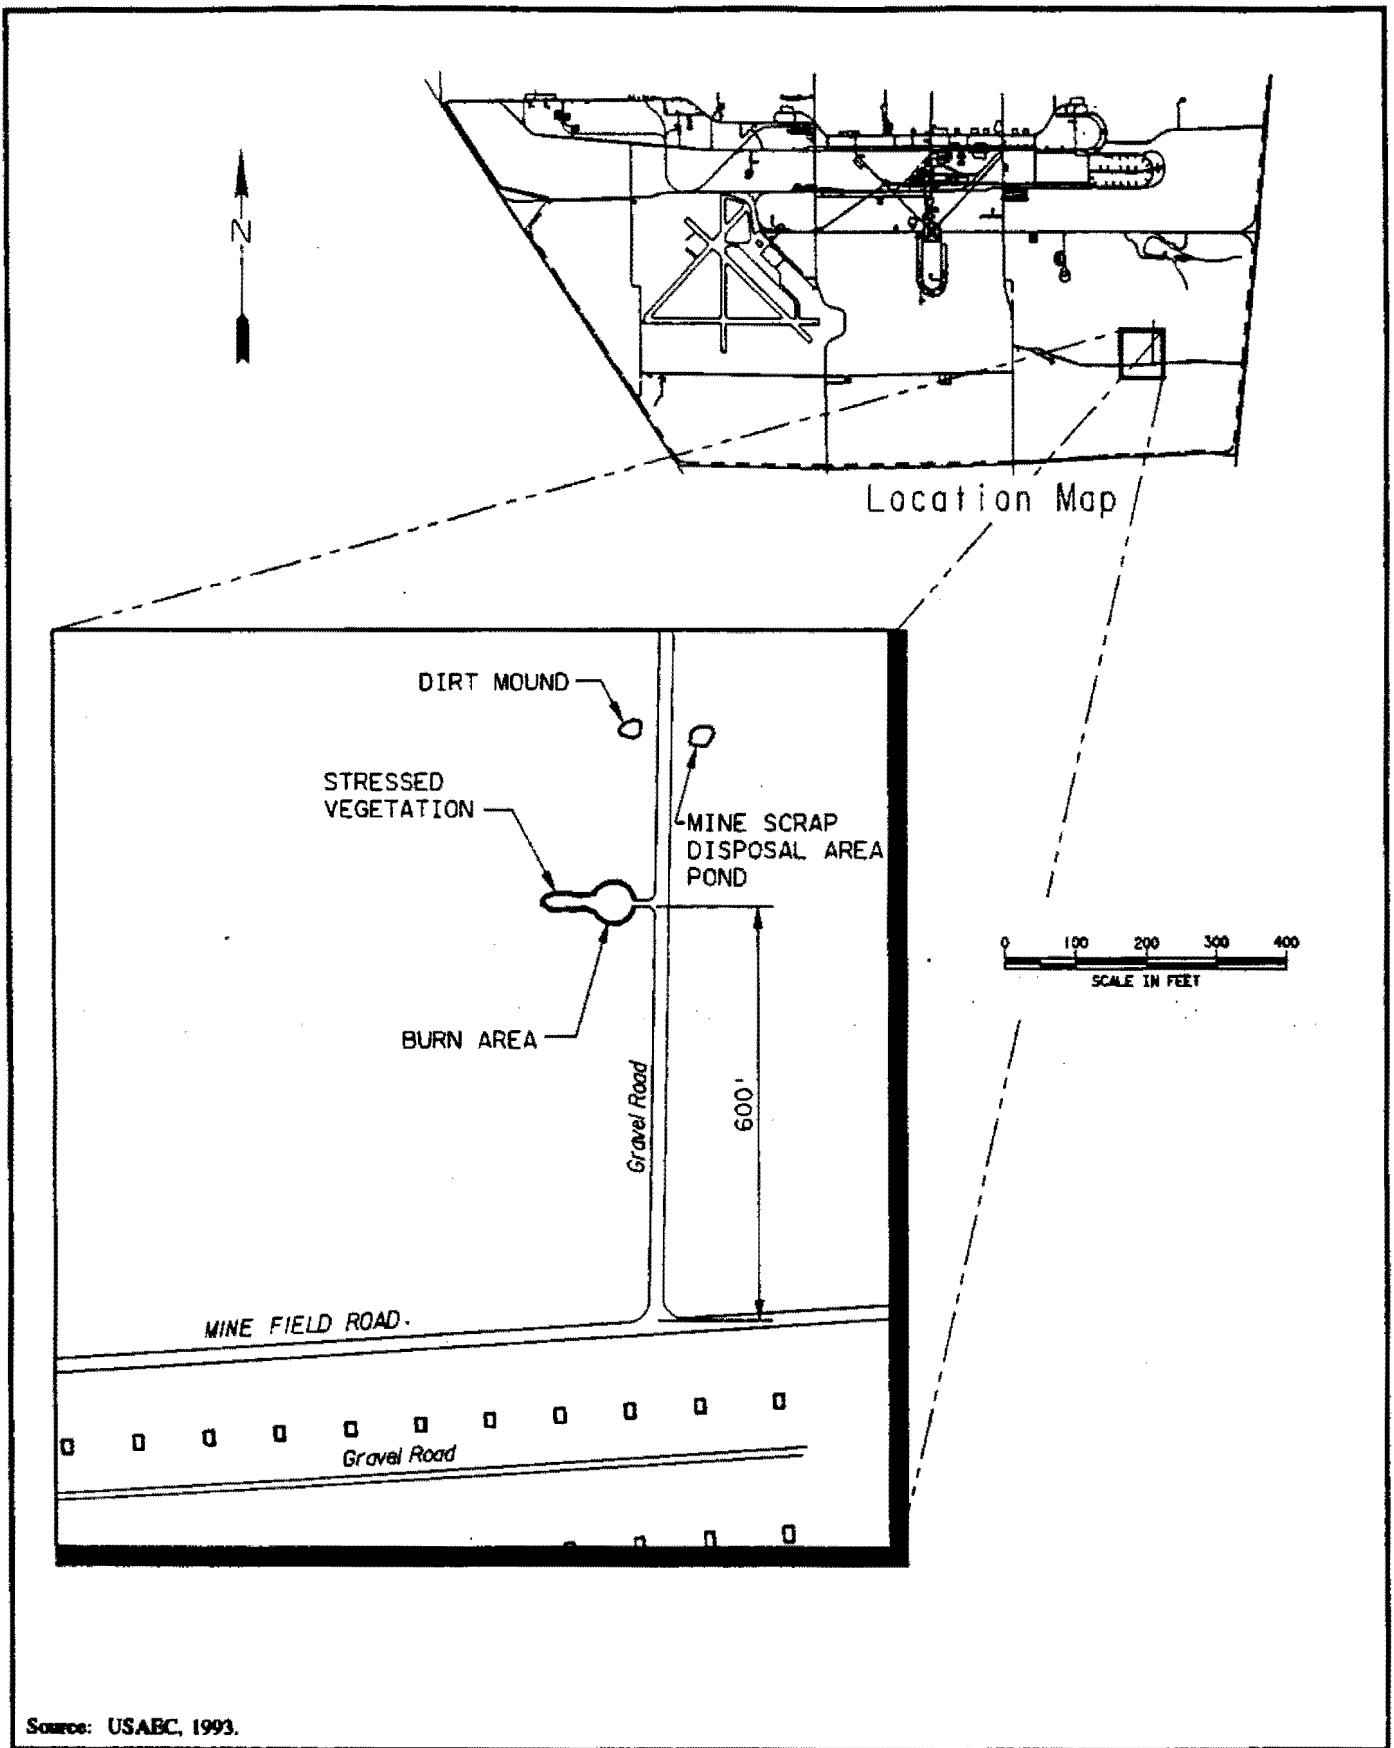 N
Location Map
DIRT MOUND
STRESSED
VEGETATION
MINE SCRAP
DISPOSAL AREA
POND
BURN AREA
0 100 200 300 400
SCALE IN FEET
Gravel Road
600'
MINE FIELD ROAD.
Gravel Road
Source: USAEC, 1993.